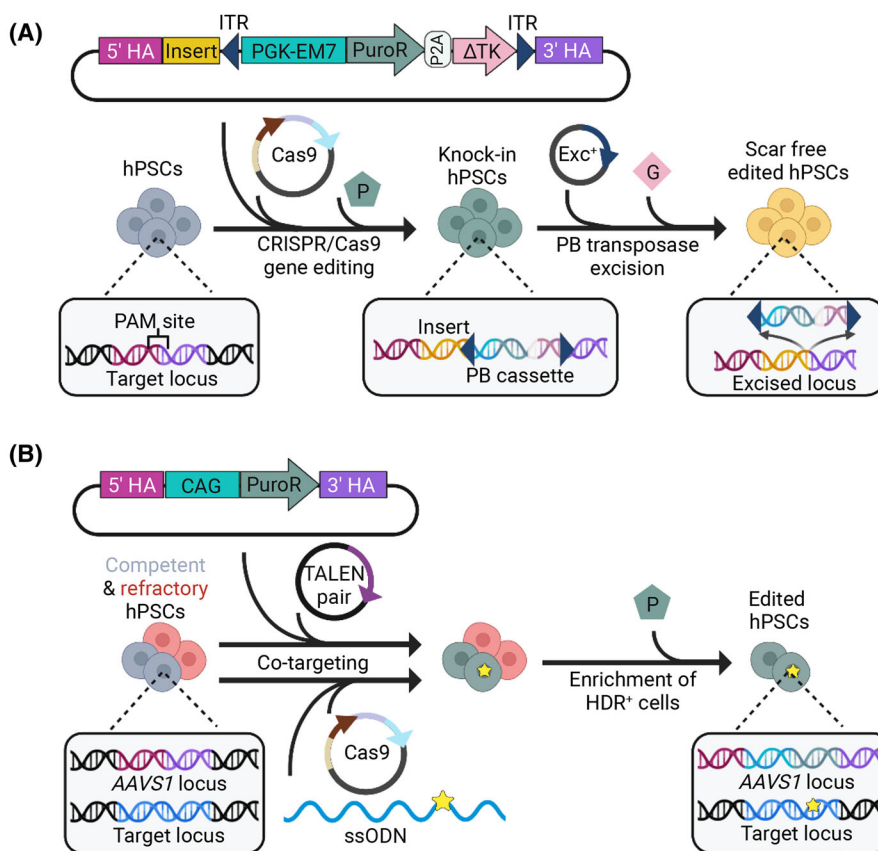 (A)
ITR ITR
5' HA Insert PGK-EM7 PuroR P2A ΔTK 3' HA
hPSCs
Cas9
P
CRISPR/Cas9
gene editing
Knock-in
hPSCs
Exc⁺
G
PB transposase
excision
Scar free
edited hPSCs
PAM site
Target locus
Insert
PB cassette
Excised locus
(B)
5' HA CAG PuroR 3' HA
Competent
& refractory
hPSCs
TALEN
pair
Co-targeting
Cas9
ssODN
P
Enrichment of
HDR⁺ cells
Edited
hPSCs
AAVS1 locus
Target locus
AAVS1 locus
Target locus